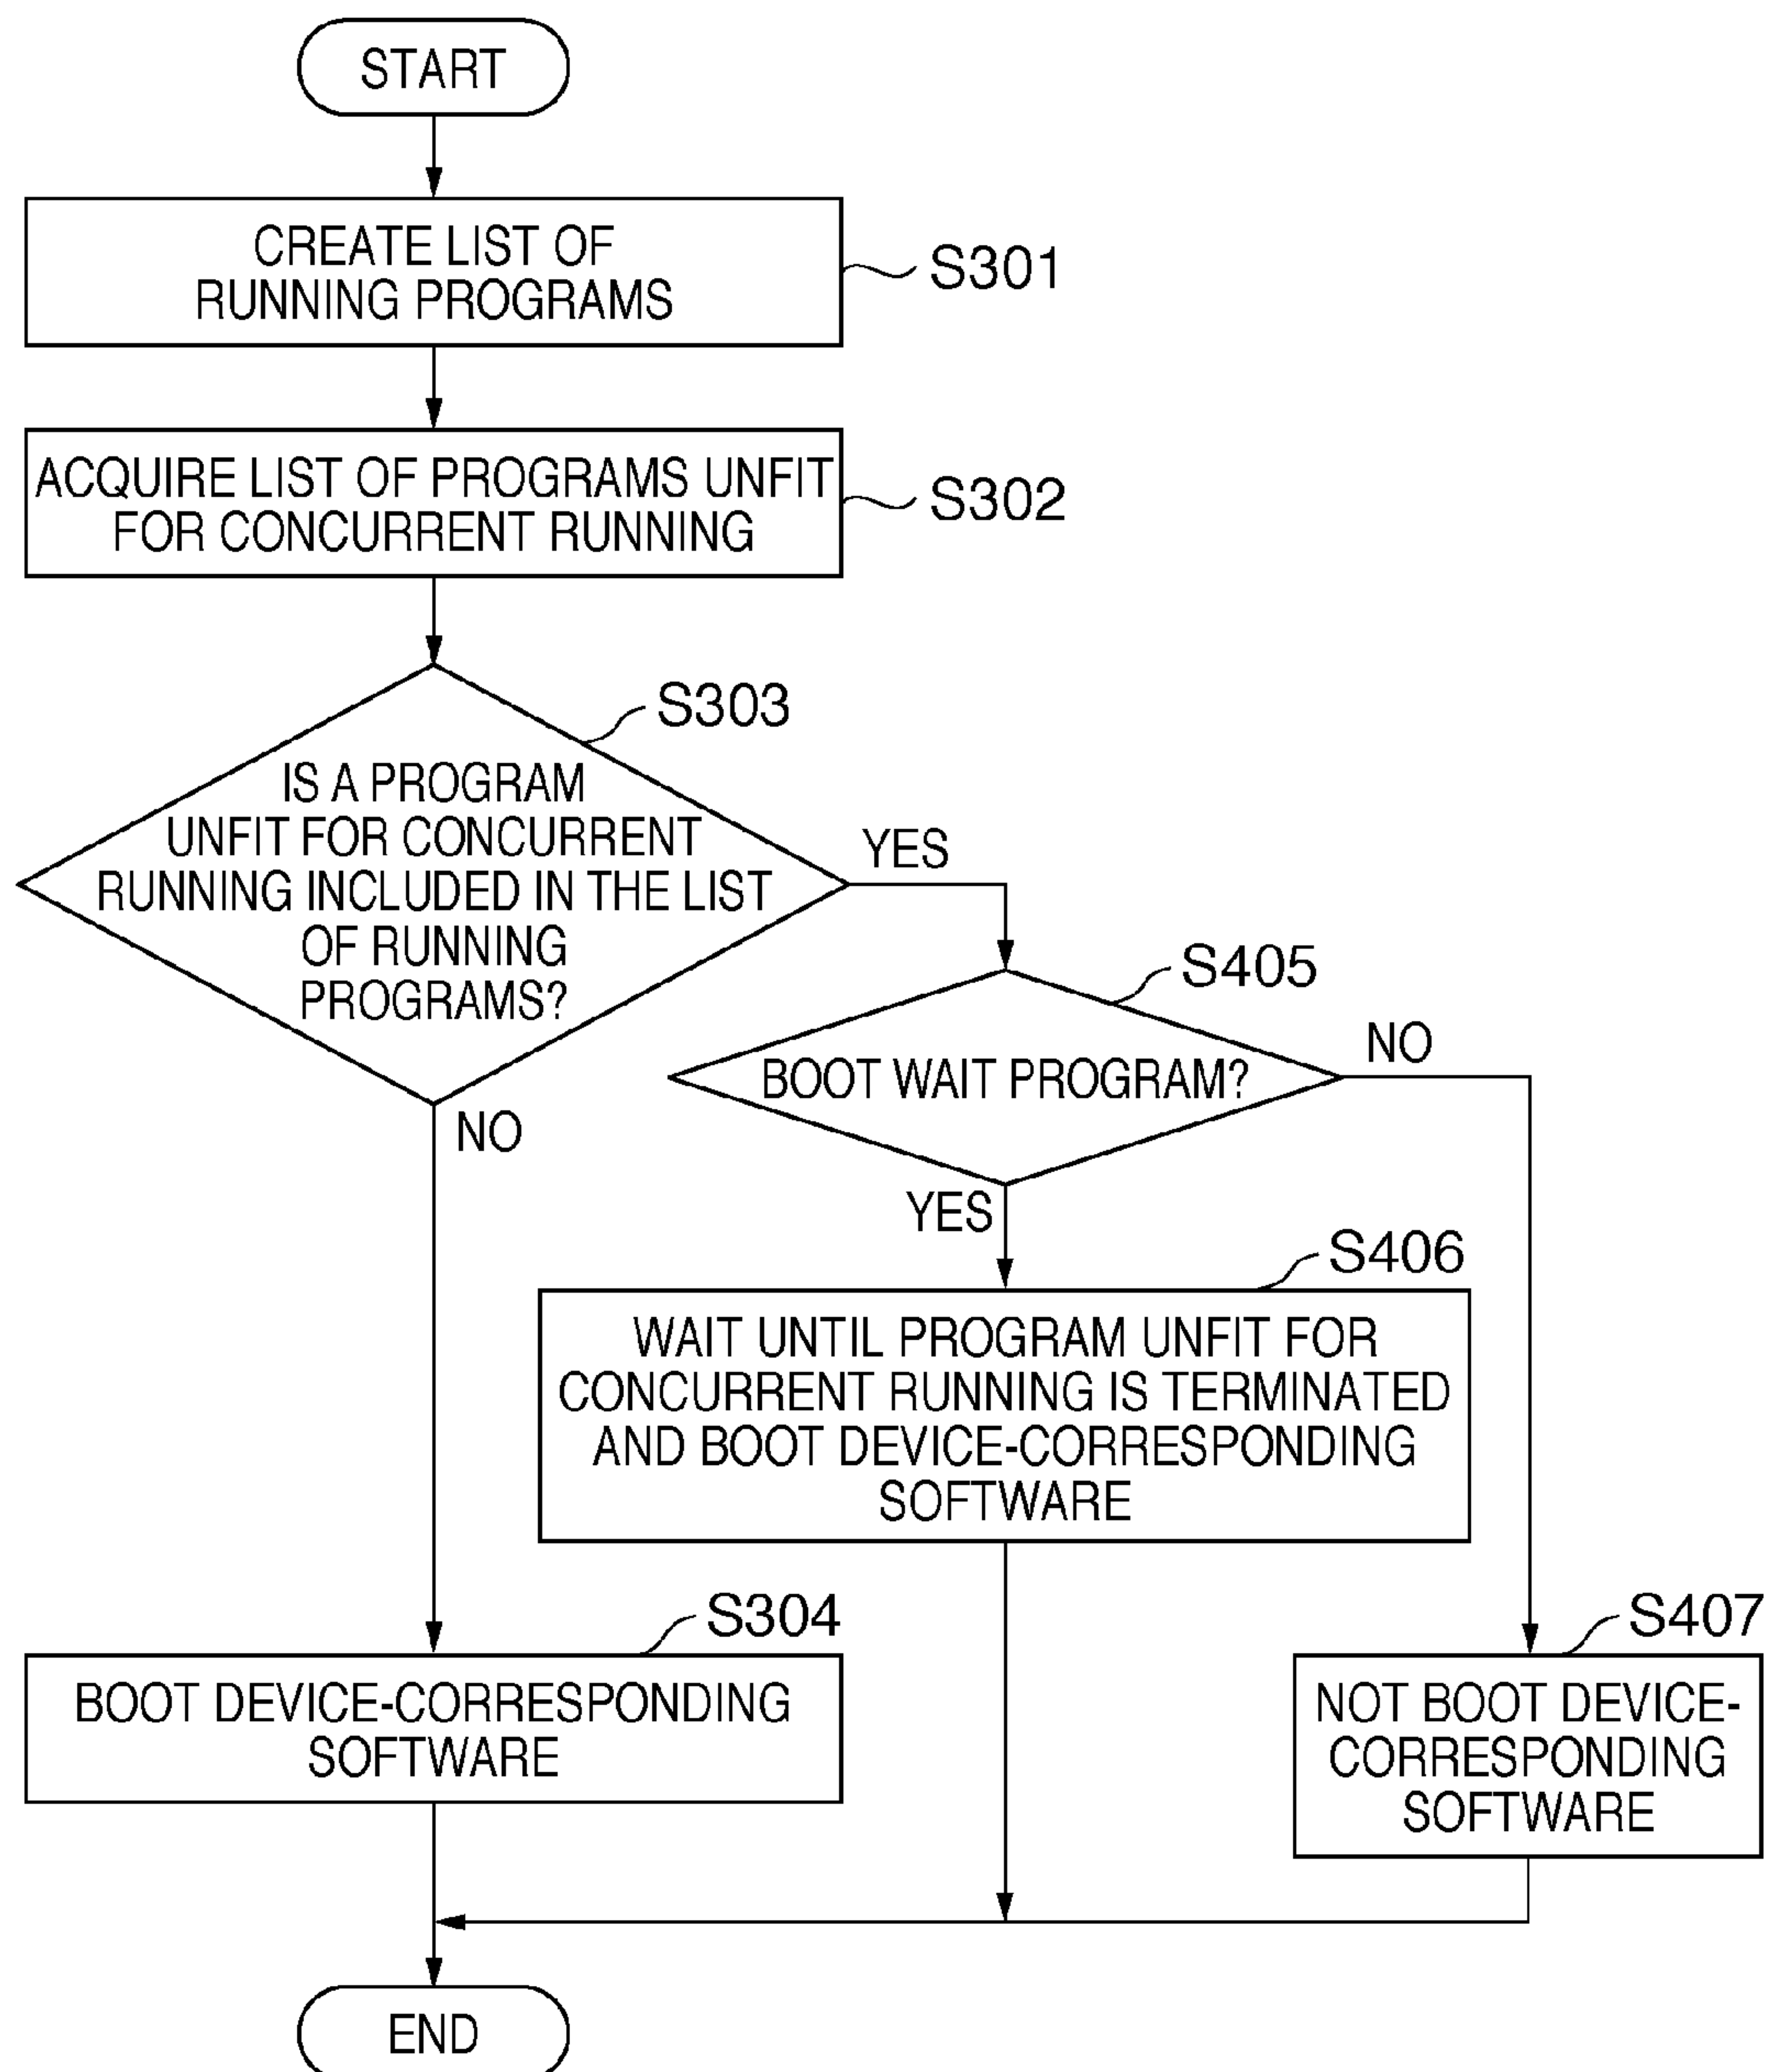 START
CREATE LIST OF
RUNNING PROGRAMS
S301
ACQUIRE LIST OF PROGRAMS UNFIT
FOR CONCURRENT RUNNING
S302
S303
IS A PROGRAM
UNFIT FOR CONCURRENT
RUNNING INCLUDED IN THE LIST
OF RUNNING
PROGRAMS?
YES
NO
S405
BOOT WAIT PROGRAM?
NO
YES
S406
WAIT UNTIL PROGRAM UNFIT FOR
CONCURRENT RUNNING IS TERMINATED
AND BOOT DEVICE-CORRESPONDING
SOFTWARE
S304
BOOT DEVICE-CORRESPONDING
SOFTWARE
S407
NOT BOOT DEVICE-
CORRESPONDING
SOFTWARE
END